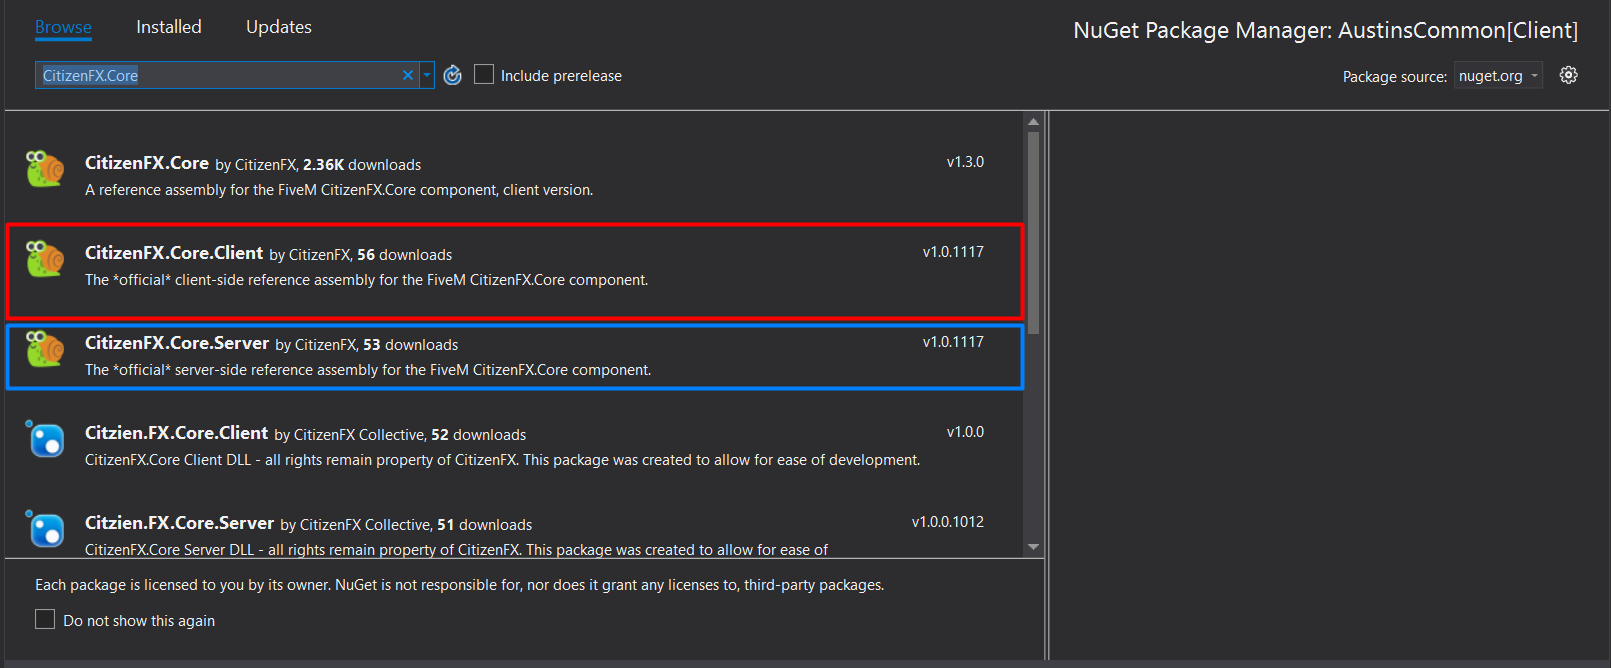 Browse Installed Updates
NuGet Package Manager: AustinsCommon[Client]
CitizenFX.Core
Include prerelease
Package source: nuget.org
CitizenFX.Core by CitizenFX, 2.36K downloads v1.3.0
A reference assembly for the FiveM CitizenFX.Core component, client version.
CitizenFX.Core.Client by CitizenFX, 56 downloads v1.0.1117
The *official* client-side reference assembly for the FiveM CitizenFX.Core component.
CitizenFX.Core.Server by CitizenFX, 53 downloads v1.0.1117
The *official* server-side reference assembly for the FiveM CitizenFX.Core component.
Citzien.FX.Core.Client by CitizenFX Collective, 52 downloads v1.0.0
CitizenFX.Core Client DLL - all rights remain property of CitizenFX. This package was created to allow for ease of development.
Citzien.FX.Core.Server by CitizenFX Collective, 51 downloads v1.0.0.1012
CitizenFX.Core Server DLL - all rights remain property of CitizenFX. This package was created to allow for ease of
Each package is licensed to you by its owner. NuGet is not responsible for, nor does it grant any licenses to, third-party packages.
Do not show this again